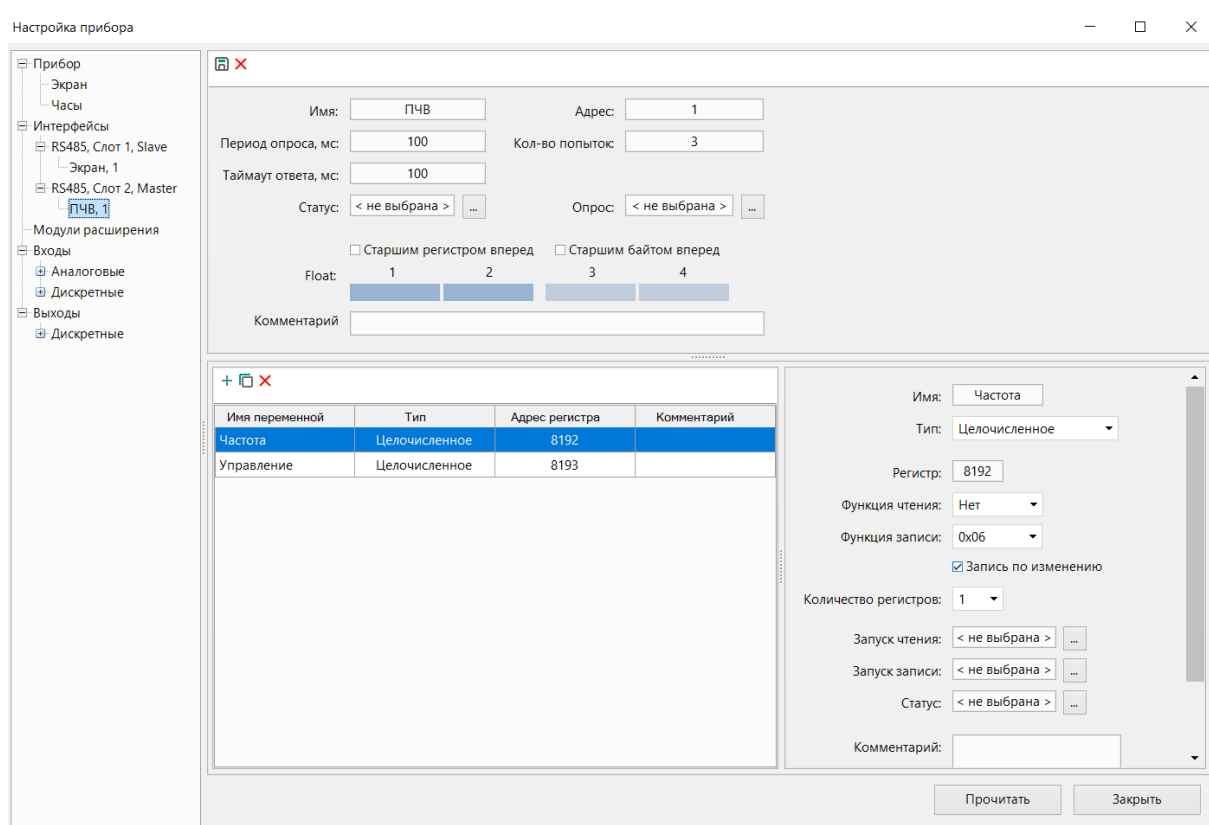 Настройка прибора
Прибор
Экран
Часы
Интерфейсы
RS485, Слот 1, Slave
Экран, 1
RS485, Слот 2, Master
ПЧВ, 1
Модули расширения
Входы
Аналоговые
Дискретные
Выходы
Дискретные
Имя: ПЧВ Адрес: 1
Период опроса, мс: 100 Кол-во попыток: 3
Таймаут ответа, мс: 100
Статус: < не выбрана > ... Опрос: < не выбрана > ...
Старшим регистром вперед Старшим байтом вперед
Float: 1 2 3 4
Комментарий
Имя переменной Тип Адрес регистра Комментарий
Частота Целочисленное 8192
Управление Целочисленное 8193
Имя: Частота
Тип: Целочисленное
Регистр: 8192
Функция чтения: Нет
Функция записи: 0x06
Запись по изменению
Количество регистров: 1
Запуск чтения: < не выбрана > ...
Запуск записи: < не выбрана > ...
Статус: < не выбрана > ...
Комментарий:
Прочитать Закрыть